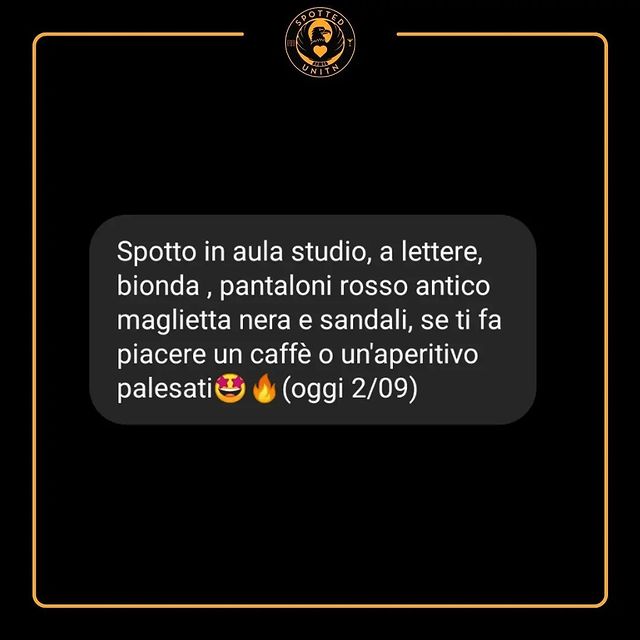 SPOTTED
UNITN
Spotto in aula studio, a lettere,
bionda , pantaloni rosso antico
maglietta nera e sandali, se ti fa
piacere un caffè o un'aperitivo
palesati🤩🔥(oggi 2/09)